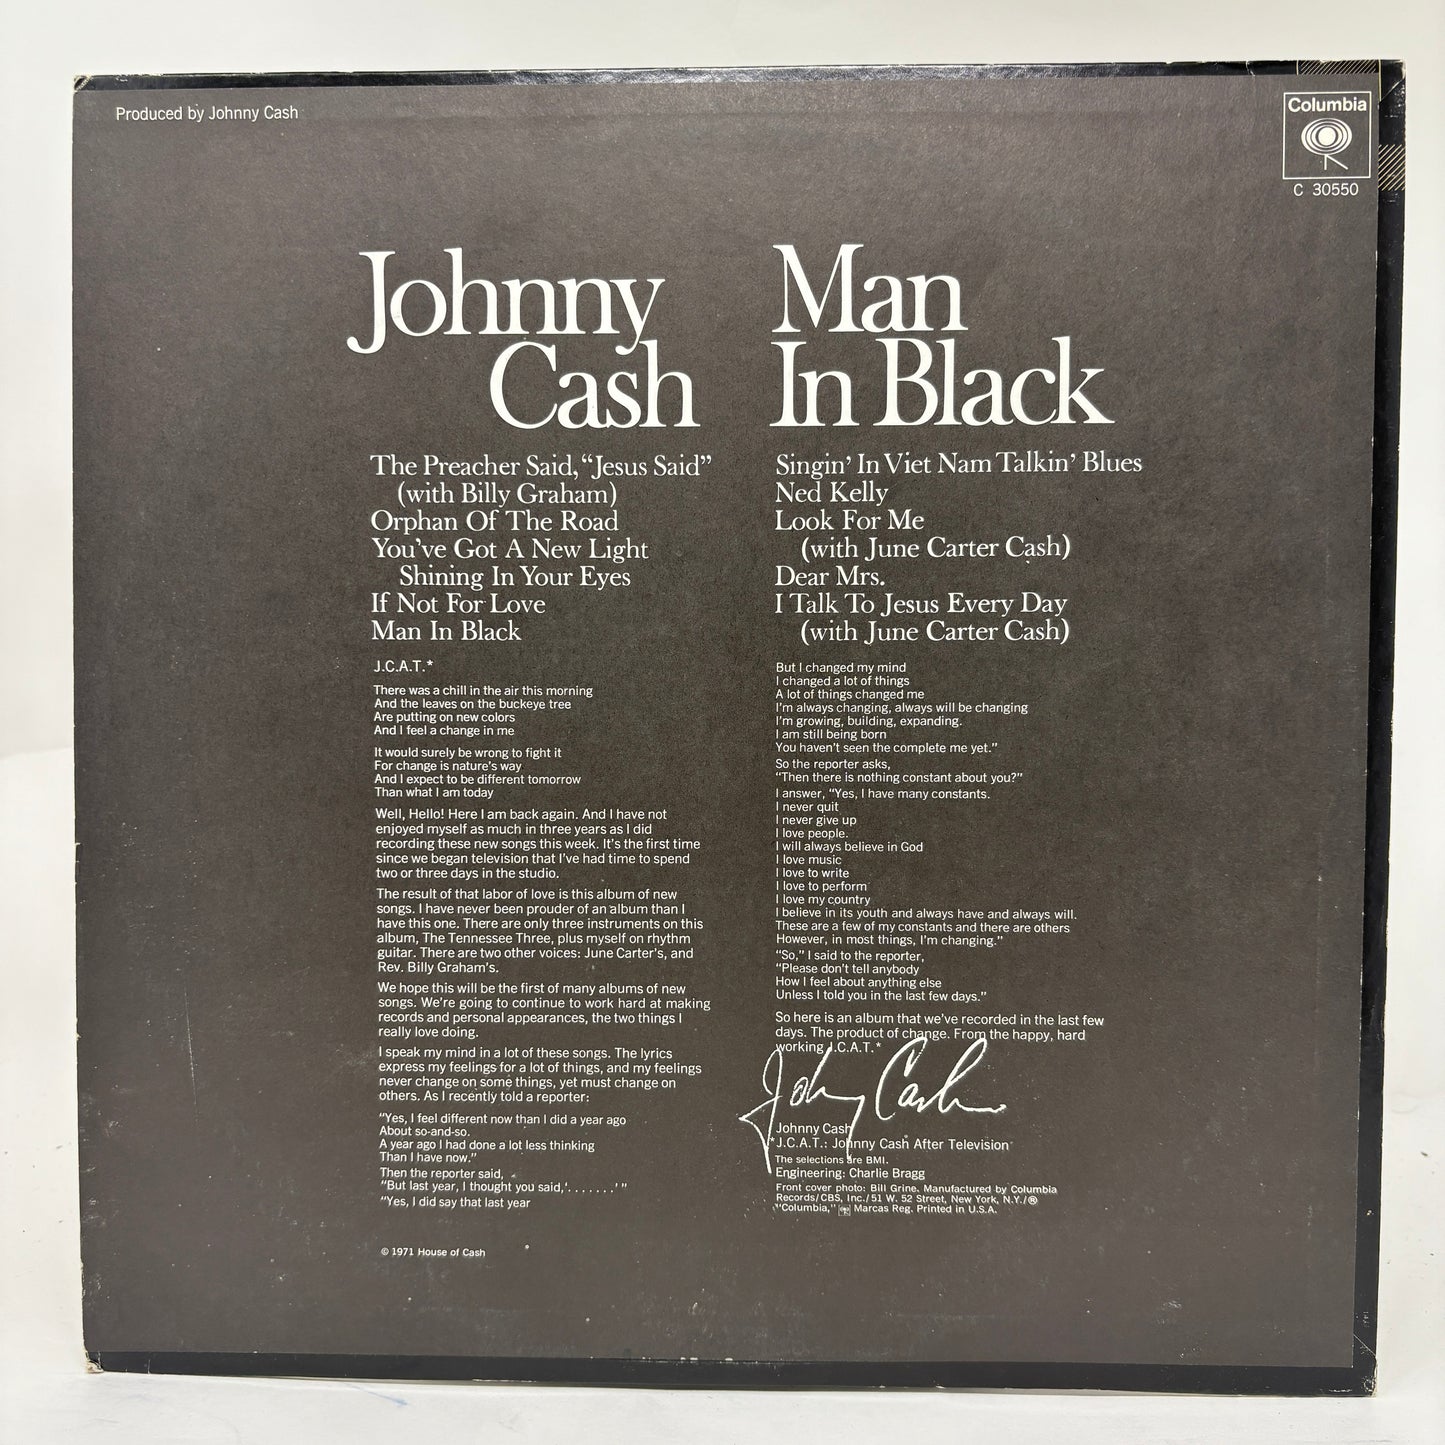 Produced by Johnny Cash
Columbia
C 30550
Johnny
Cash
Man
In Black
The Preacher Said, “Jesus Said”
(with Billy Graham)
Orphan Of The Road
You’ve Got A New Light
Shining In Your Eyes
If Not For Love
Man In Black
Singin’ In Viet Nam Talkin’ Blues
Ned Kelly
Look For Me
(with June Carter Cash)
Dear Mrs.
I Talk To Jesus Every Day
(with June Carter Cash)
J.C.A.T.*
There was a chill in the air this morning
And the leaves on the buckeye tree
Are putting on new colors
And I feel a change in me
It would surely be wrong to fight it
For change is nature’s way
And I expect to be different tomorrow
Than what I am today
Well, Hello! Here I am back again. And I have not
enjoyed myself as much in three years as I did
recording these new songs this week. It’s the first time
since we began television that I’ve had time to spend
two or three days in the studio.
The result of that labor of love is this album of new
songs. I have never been prouder of an album than I
have this one. There are only three instruments on this
album, The Tennessee Three, plus myself on rhythm
guitar. There are two other voices: June Carter’s, and
Rev. Billy Graham’s.
We hope this will be the first of many albums of new
songs. We’re going to continue to work hard at making
records and personal appearances, the two things I
really love doing.
I speak my mind in a lot of these songs. The lyrics
express my feelings for a lot of things, and my feelings
never change on some things, yet must change on
others. As I recently told a reporter:
“Yes, I feel different now than I did a year ago
About so-and-so.
A year ago I had done a lot less thinking
Than I have now.”
Then the reporter said,
“But last year, I thought you said,‘.......’ ”
“Yes, I did say that last year
But I changed my mind
I changed a lot of things
A lot of things changed me
I’m always changing, always will be changing
I’m growing, building, expanding.
I am still being born
You haven’t seen the complete me yet.”
So the reporter asks,
“Then there is nothing constant about you?”
I answer, “Yes, I have many constants.
I never quit
I never give up
I love people.
I will always believe in God
I love music
I love to write
I love to perform
I love my country
I believe in its youth and always have and always will.
These are a few of my constants and there are others
However, in most things, I’m changing.”
“So,” I said to the reporter,
“Please don’t tell anybody
How I feel about anything else
Unless I told you in the last few days.”
So here is an album that we’ve recorded in the last few
days. The product of change. From the happy, hard
working J.C.A.T.*
Johnny Cash
Johnny Cash
*J.C.A.T.: Johnny Cash After Television
The selections are BMI.
Engineering: Charlie Bragg
Front cover photo: Bill Grine. Manufactured by Columbia
Records/CBS, Inc./51 W. 52 Street, New York, N.Y./®
"Columbia," Marcas Reg. Printed in U.S.A.
© 1971 House of Cash